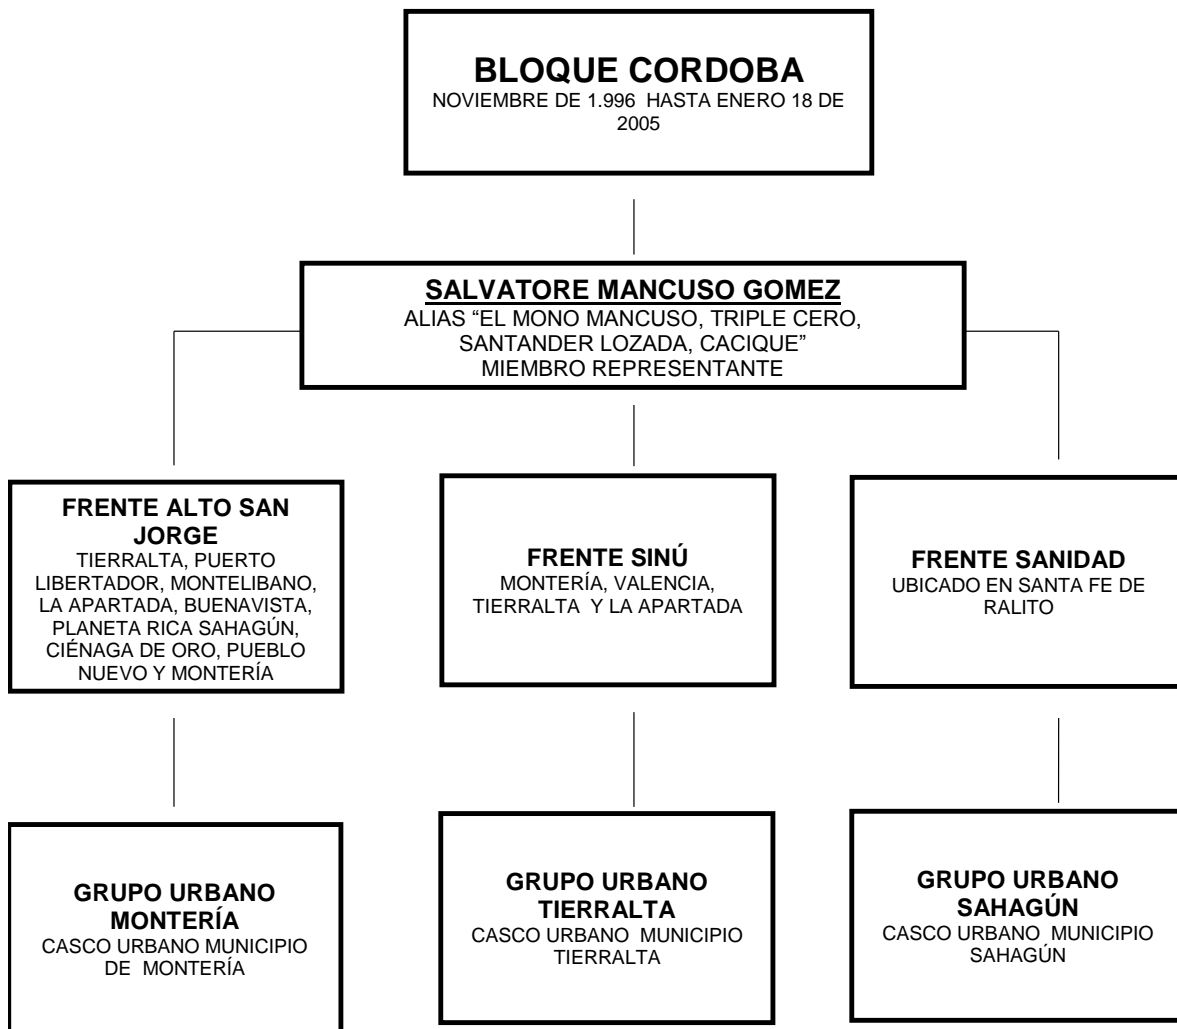 BLOQUE CORDOBA
NOVIEMBRE DE 1.996 HASTA ENERO 18 DE
2005
SALVATORE MANCUSO GOMEZ
ALIAS “EL MONO MANCUSO, TRIPLE CERO,
SANTANDER LOZADA, CACIQUE”
MIEMBRO REPRESENTANTE
FRENTE ALTO SAN
JORGE
TIERRALTA, PUERTO
LIBERTADOR, MONTELIBANO,
LA APARTADA, BUENAVISTA,
PLANETA RICA SAHAGÚN,
CIÉNAGA DE ORO, PUEBLO
NUEVO Y MONTERÍA
FRENTE SINÚ
MONTERÍA, VALENCIA,
TIERRALTA Y LA APARTADA
FRENTE SANIDAD
UBICADO EN SANTA FE DE
RALITO
GRUPO URBANO
MONTERÍA
CASCO URBANO MUNICIPIO
DE MONTERÍA
GRUPO URBANO
TIERRALTA
CASCO URBANO MUNICIPIO
TIERRALTA
GRUPO URBANO
SAHAGÚN
CASCO URBANO MUNICIPIO
SAHAGÚN